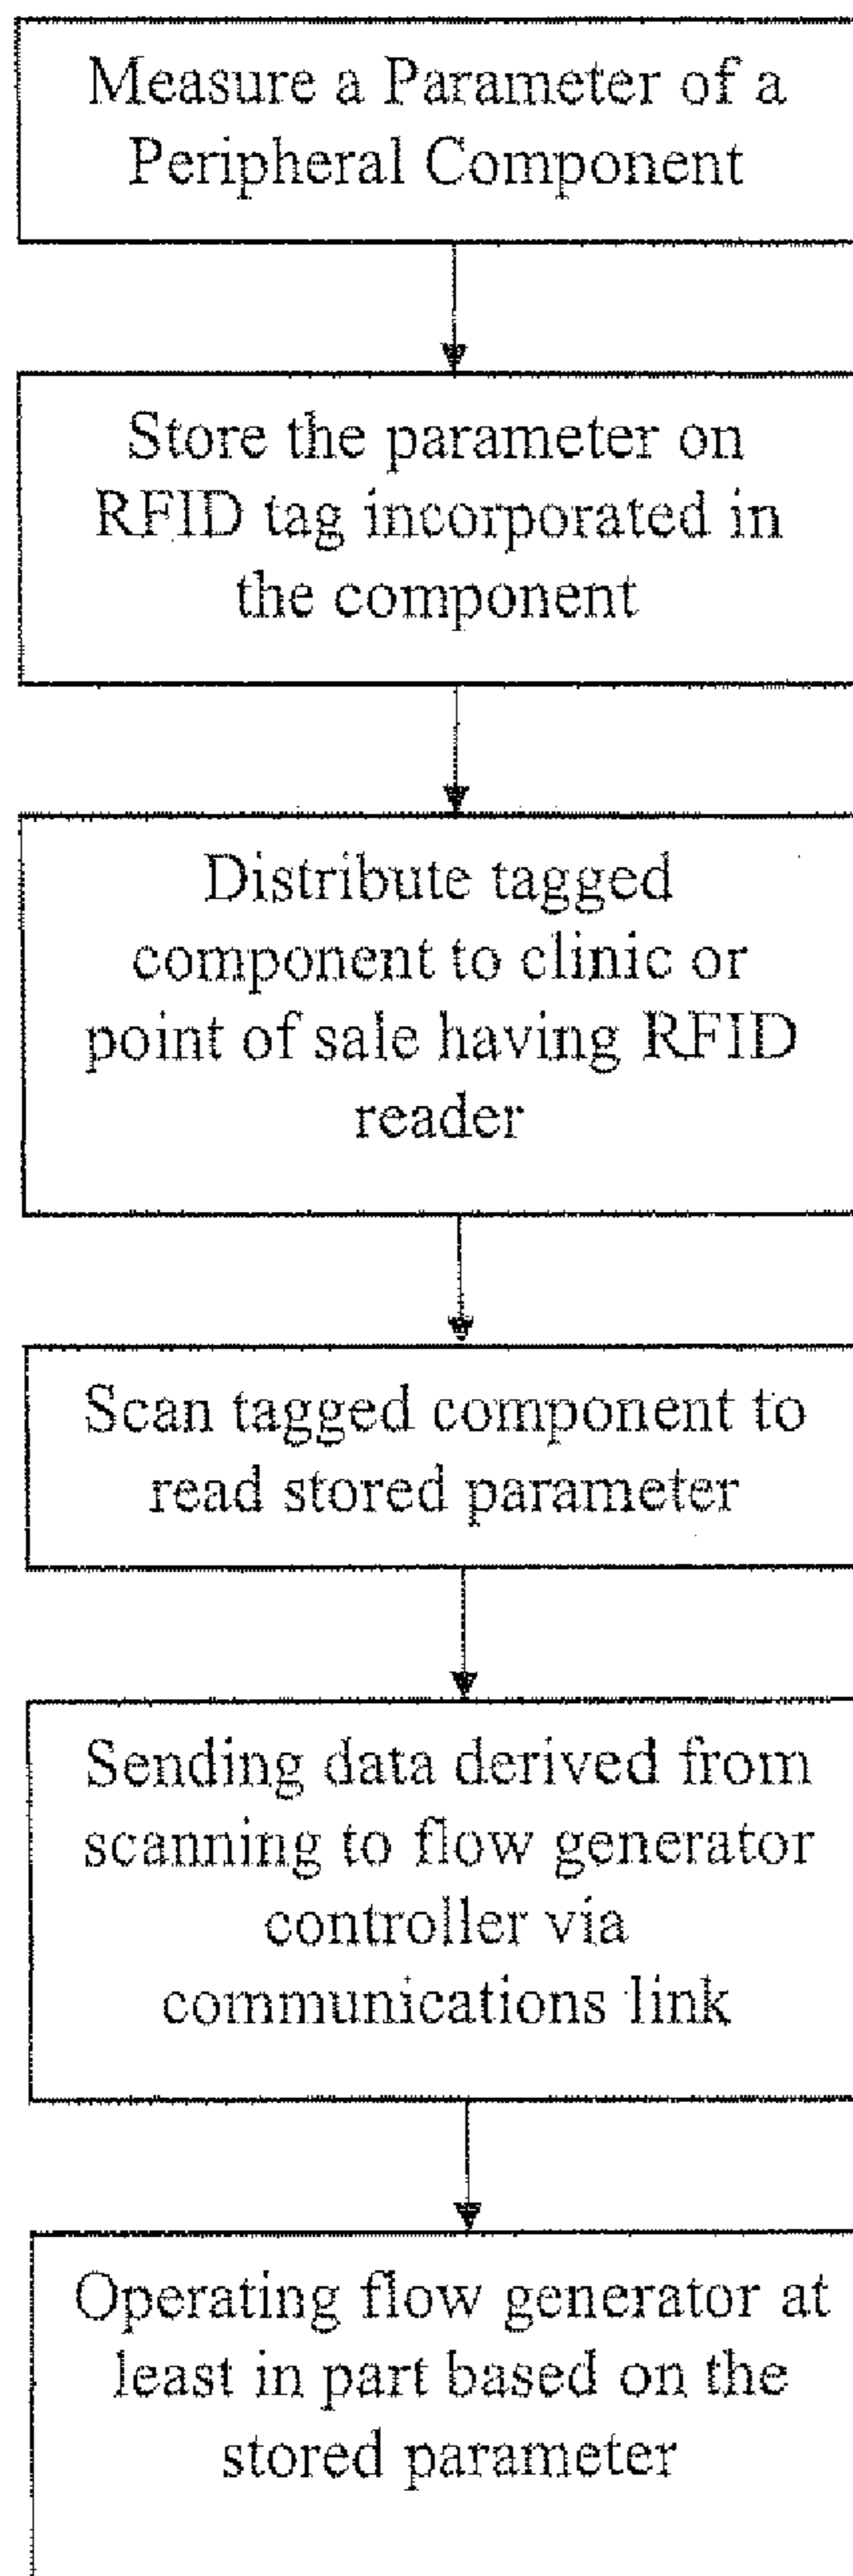 Measure a Parameter of a
Peripheral Component
Store the parameter on
RFID tag incorporated in
the component
Distribute tagged
component to clinic or
point of sale having RFID
reader
Scan tagged component to
read stored parameter
Sending data derived from
scanning to flow generator
controller via
communications link
Operating flow generator at
least in part based on the
stored parameter